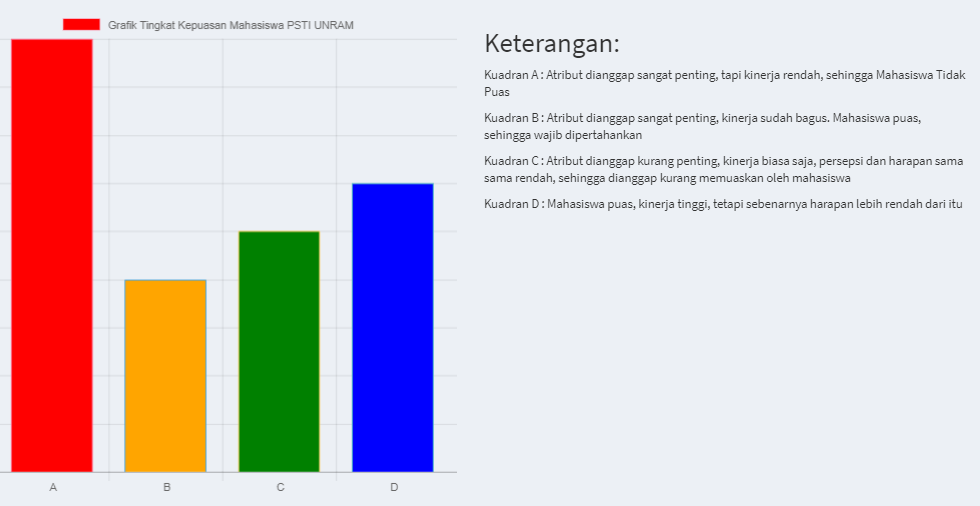 Grafik Tingkat Kepuasan Mahasiswa PSTI UNRAM
A
B
C
D
Keterangan:
Kuadran A : Atribut dianggap sangat penting, tapi kinerja rendah, sehingga Mahasiswa Tidak
Puas
Kuadran B : Atribut dianggap sangat penting, kinerja sudah bagus. Mahasiswa puas,
sehingga wajib dipertahankan
Kuadran C : Atribut dianggap kurang penting, kinerja biasa saja, persepsi dan harapan sama
sama rendah, sehingga dianggap kurang memuaskan oleh mahasiswa
Kuadran D : Mahasiswa puas, kinerja tinggi, tetapi sebenarnya harapan lebih rendah dari itu